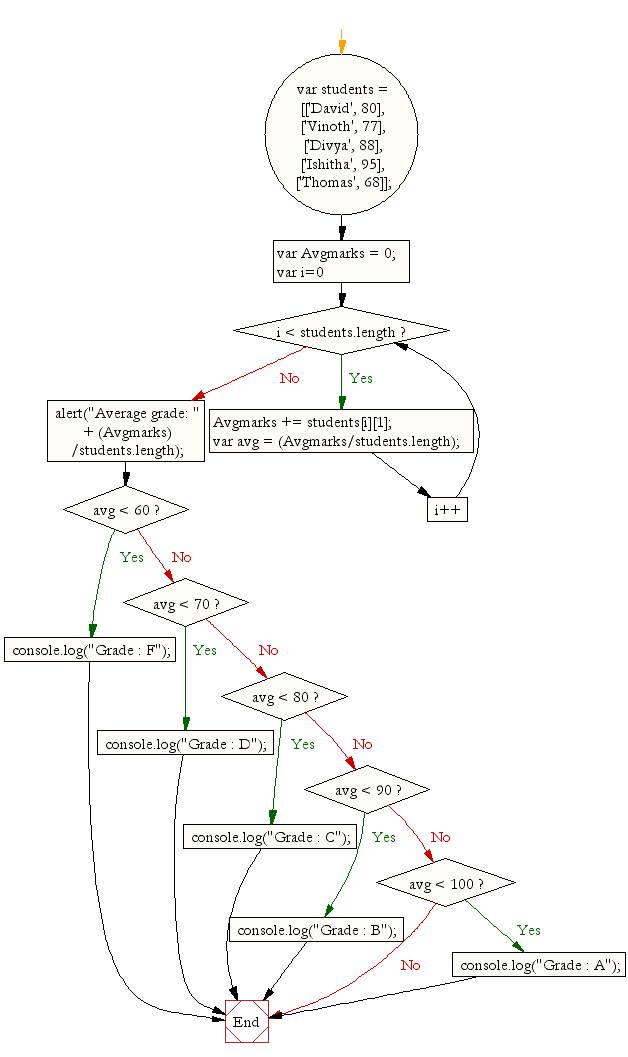 var students =
[['David', 80],
['Vinoth', 77],
['Divya', 88],
['Ishitha', 95],
['Thomas', 68]];
var Avgmarks = 0;
var i=0
i < students.length ?
No
Yes
alert("Average grade: "
+ (Avgmarks)
/students.length);
Avgmarks += students[i][1];
var avg = (Avgmarks/students.length);
i++
avg < 60 ?
Yes
No
avg < 70 ?
console.log("Grade : F");
Yes
No
avg < 80 ?
console.log("Grade : D");
Yes
No
avg < 90 ?
console.log("Grade : C");
Yes
No
avg < 100 ?
console.log("Grade : B");
Yes
No
console.log("Grade : A");
End